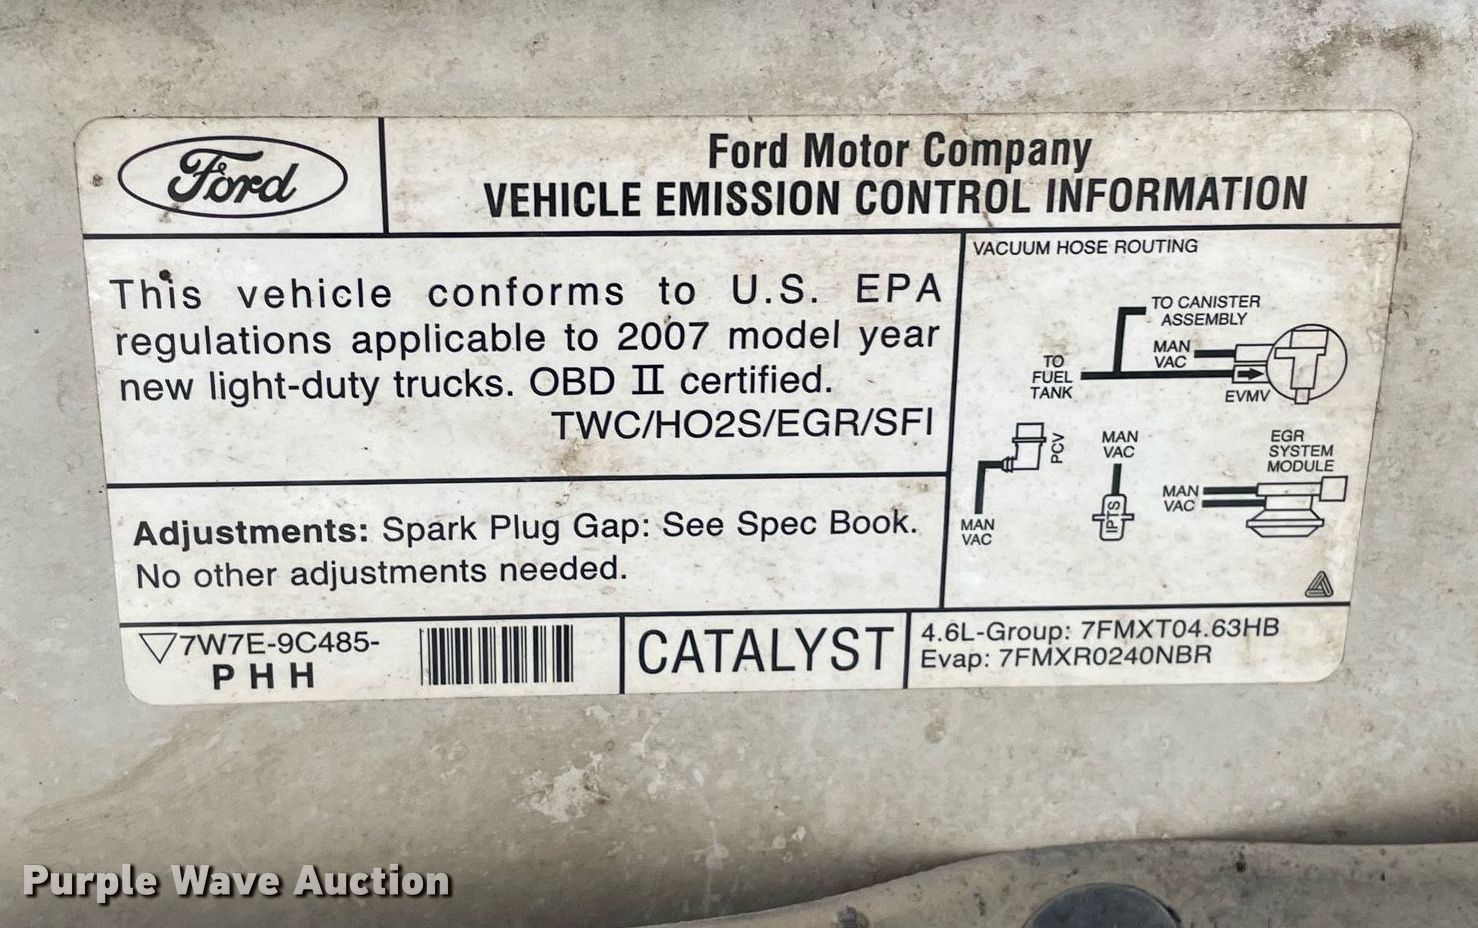 Ford
Ford Motor Company
VEHICLE EMISSION CONTROL INFORMATION
This vehicle conforms to U.S. EPA
regulations applicable to 2007 model year
new light-duty trucks. OBD II certified.
TWC/HO2S/EGR/SFI
Adjustments: Spark Plug Gap: See Spec Book.
No other adjustments needed.
VACUUM HOSE ROUTING
TO CANISTER
ASSEMBLY
MAN
VAC
TO
FUEL
TANK
EVMV
PCV
MAN
VAC
MAN
VAC
IPTS
EGR
SYSTEM
MODULE
MAN
VAC
7W7E-9C485-
PHH
CATALYST
4.6L-Group: 7FMXT04.63HB
Evap: 7FMXR0240NBR
Purple Wave Auction